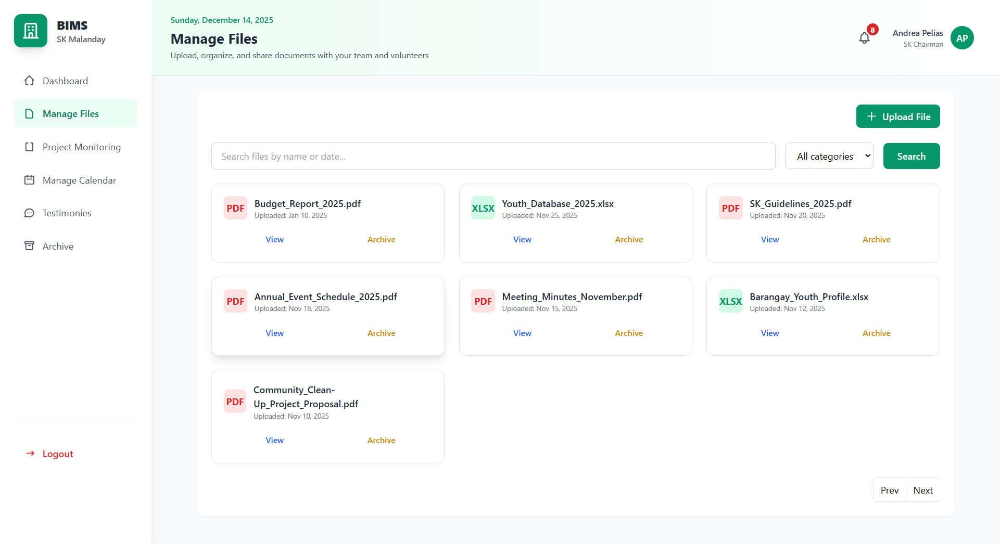 BIMS
SK Malanday
Dashboard
Manage Files
Project Monitoring
Manage Calendar
Testimonies
Archive
Logout
Sunday, December 14, 2025
Manage Files
Upload, organize, and share documents with your team and volunteers
8
Andrea Pelias
SK Chairman
AP
Upload File
Search files by name or date...
All categories
Search
PDF
Budget_Report_2025.pdf
Uploaded: Jan 10, 2025
View
Archive
XLSX
Youth_Database_2025.xlsx
Uploaded: Nov 25, 2025
View
Archive
PDF
SK_Guidelines_2025.pdf
Uploaded: Nov 20, 2025
View
Archive
PDF
Annual_Event_Schedule_2025.pdf
Uploaded: Nov 18, 2025
View
Archive
PDF
Meeting_Minutes_November.pdf
Uploaded: Nov 15, 2025
View
Archive
XLSX
Barangay_Youth_Profile.xlsx
Uploaded: Nov 12, 2025
View
Archive
PDF
Community_Clean-
Up_Project_Proposal.pdf
Uploaded: Nov 10, 2025
View
Archive
Prev
Next